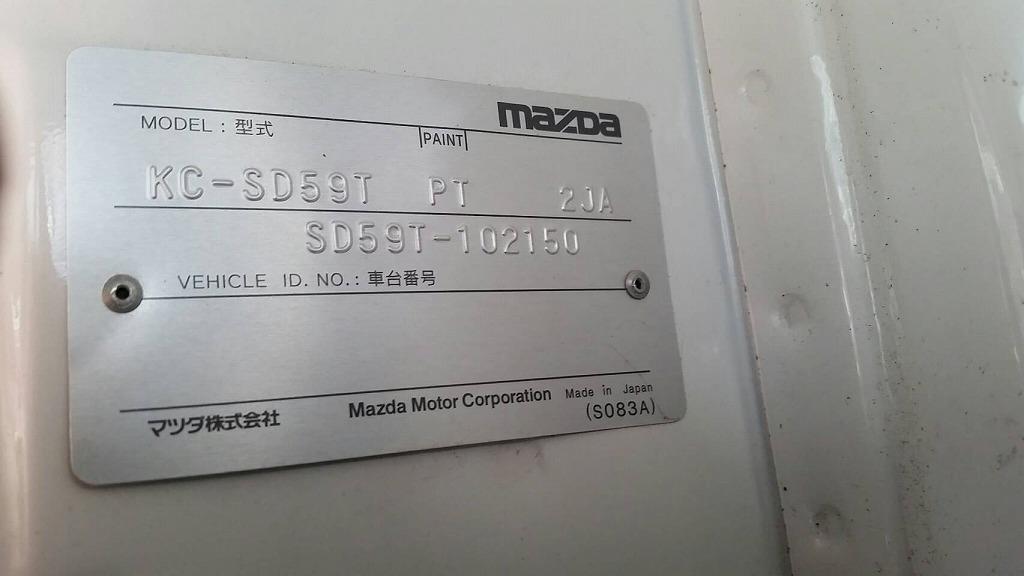 mazda
MODEL : 型式 PAINT
KC-SD59T PT 2JA
SD59T-102150
VEHICLE ID. NO. : 車台番号
マツダ株式会社 Mazda Motor Corporation Made in Japan
(S083A)